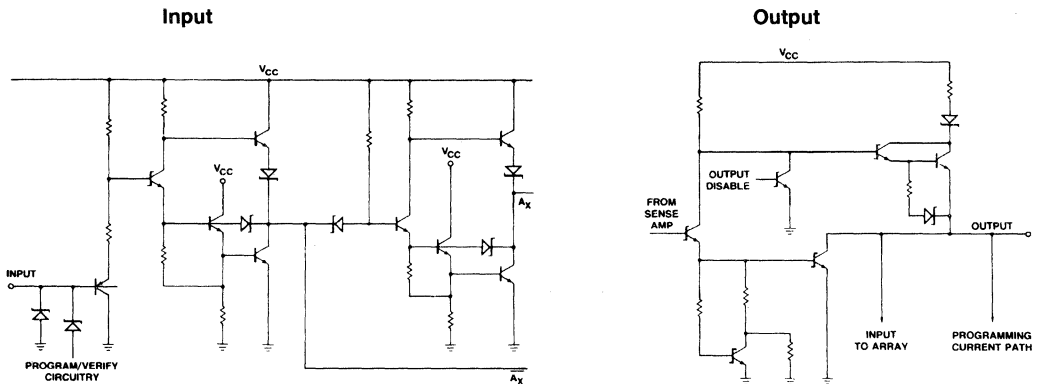 Input
Output
VCC
VCC
VCC
AX
INPUT
PROGRAM/VERIFY
CIRCUITRY
AX
VCC
OUTPUT
DISABLE
FROM
SENSE
AMP
OUTPUT
INPUT
TO ARRAY
PROGRAMMING
CURRENT PATH